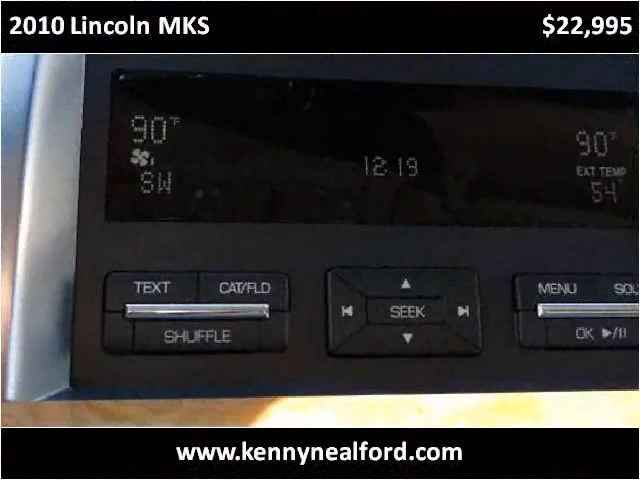 2010 Lincoln MKS $22,995
90°F 90°
EXT TEMP
12:19
SW 54°
TEXT CAT/FLD SEEK MENU SOU
SHUFFLE OK ▶/II
www.kennynealford.com